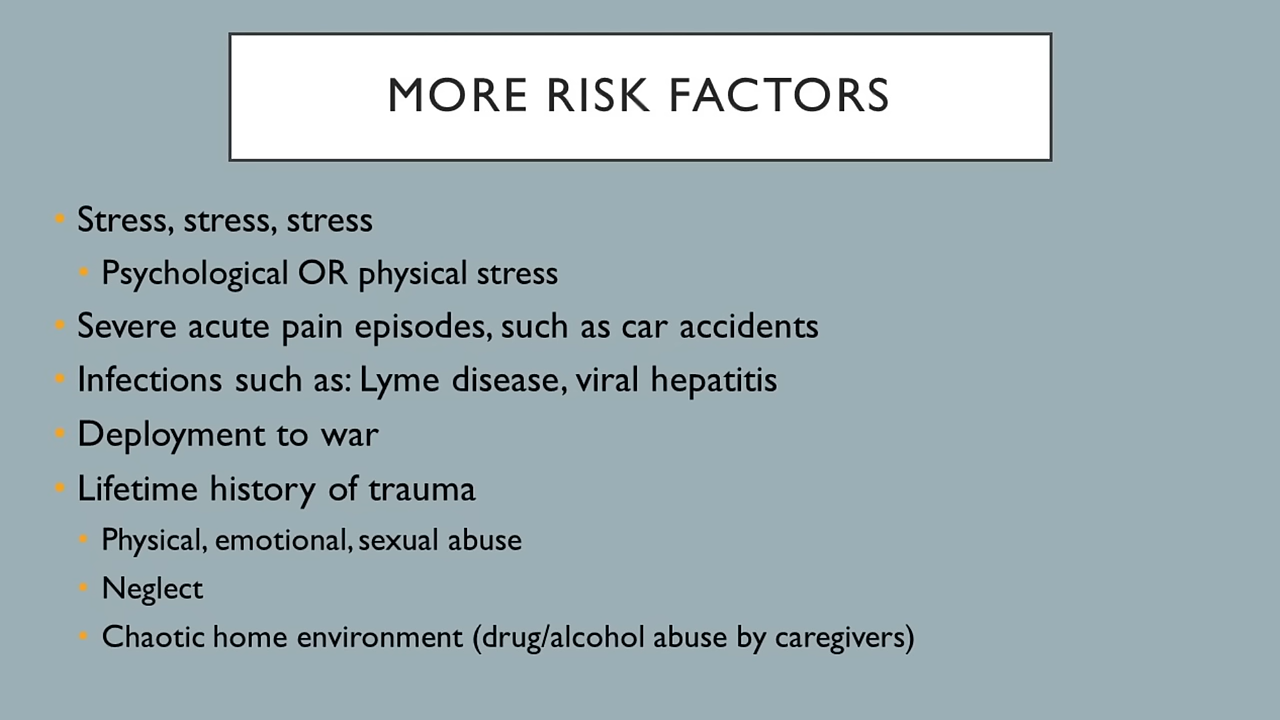 MORE RISK FACTORS
• Stress, stress, stress
• Psychological OR physical stress
• Severe acute pain episodes, such as car accidents
• Infections such as: Lyme disease, viral hepatitis
• Deployment to war
• Lifetime history of trauma
• Physical, emotional, sexual abuse
• Neglect
• Chaotic home environment (drug/alcohol abuse by caregivers)